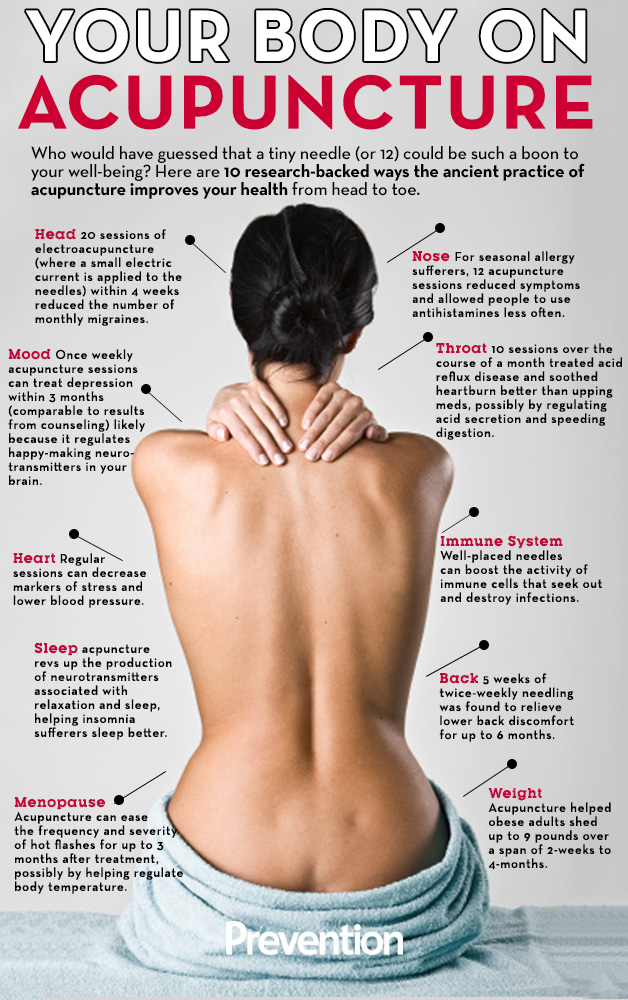 YOUR BODY ON
ACUPUNCTURE
Who would have guessed that a tiny needle (or 12) could be such a boon to
your well-being? Here are 10 research-backed ways the ancient practice of
acupuncture improves your health from head to toe.
Head 20 sessions of
electroacupuncture
(where a small electric
current is applied to the
needles) within 4 weeks
reduced the number of
monthly migraines.
Nose For seasonal allergy
sufferers, 12 acupuncture
sessions reduced symptoms
and allowed people to use
antihistamines less often.
Mood Once weekly
acupuncture sessions
can treat depression
within 3 months
(comparable to results
from counseling) likely
because it regulates
happy-making neuro-
transmitters in your
brain.
Throat 10 sessions over the
course of a month treated acid
reflux disease and soothed
heartburn better than upping
meds, possibly by regulating
acid secretion and speeding
digestion.
Heart Regular
sessions can decrease
markers of stress and
lower blood pressure.
Immune System
Well-placed needles
can boost the activity of
immune cells that seek out
and destroy infections.
Sleep acpuncture
revs up the production
of neurotransmitters
associated with
relaxation and sleep,
helping insomnia
sufferers sleep better.
Back 5 weeks of
twice-weekly needling
was found to relieve
lower back discomfort
for up to 6 months.
Menopause
Acupuncture can ease
the frequency and severity
of hot flashes for up to 3
months after treatment,
possibly by helping regulate
body temperature.
Weight
Acupuncture helped
obese adults shed
up to 9 pounds over
a span of 2-weeks to
4-months.
Prevention